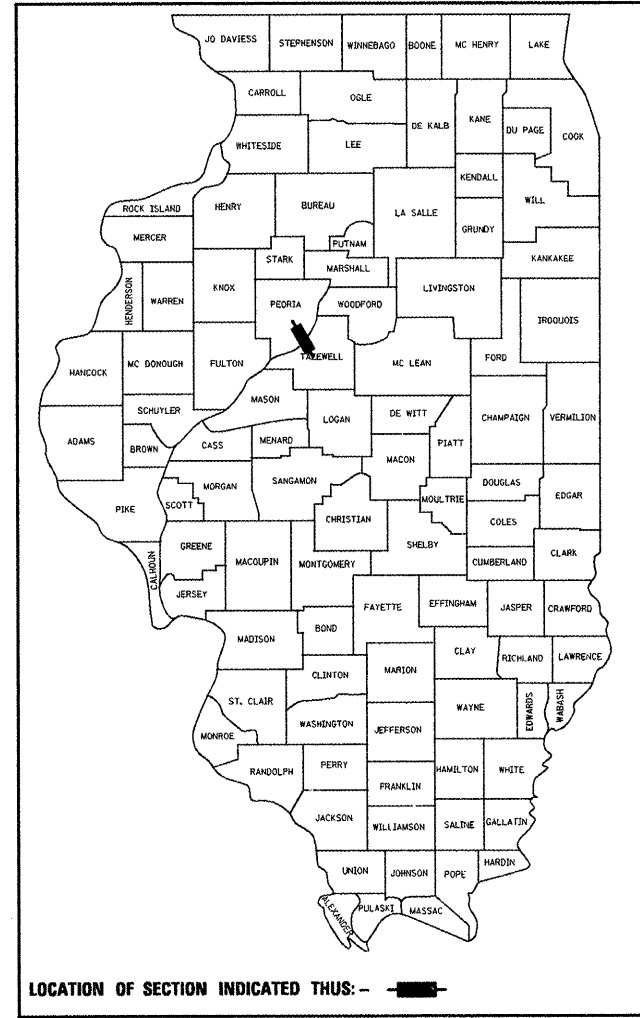 JO DAVIESS STEPHENSON WINNEBAGO BOONE MC HENRY LAKE
CARROLL OGLE DE KALB KANE DU PAGE COOK
WHITESIDE LEE
KENDALL
ROCK ISLAND HENRY BUREAU LA SALLE WILL
MERCER PUTNAM GRUNDY
STARK MARSHALL KANKAKEE
HENDERSON WARREN KNOX PEORIA WOODFORD LIVINGSTON
IROQUOIS
HANCOCK MC DONOUGH FULTON TAZEWELL MC LEAN FORD
MASON
SCHUYLER LOGAN DE WITT CHAMPAIGN VERMILION
ADAMS BROWN CASS MENARD PIATT
MACON
MORGAN SANGAMON DOUGLAS
PIKE SCOTT MOULTRIE EDGAR
CHRISTIAN COLES
GREENE SHELBY
CALHOUN MACOUPIN MONTGOMERY CUMBERLAND CLARK
JERSEY
FAYETTE EFFINGHAM JASPER CRAWFORD
MADISON BOND
CLAY RICHLAND LAWRENCE
CLINTON MARION
ST. CLAIR WAYNE EDWARDS WABASH
WASHINGTON JEFFERSON
MONROE
RANDOLPH PERRY HAMILTON WHITE
FRANKLIN
JACKSON WILLIAMSON SALINE GALLATIN
UNION JOHNSON POPE HARDIN
ALEXANDER PULASKI MASSAC
LOCATION OF SECTION INDICATED THUS: -